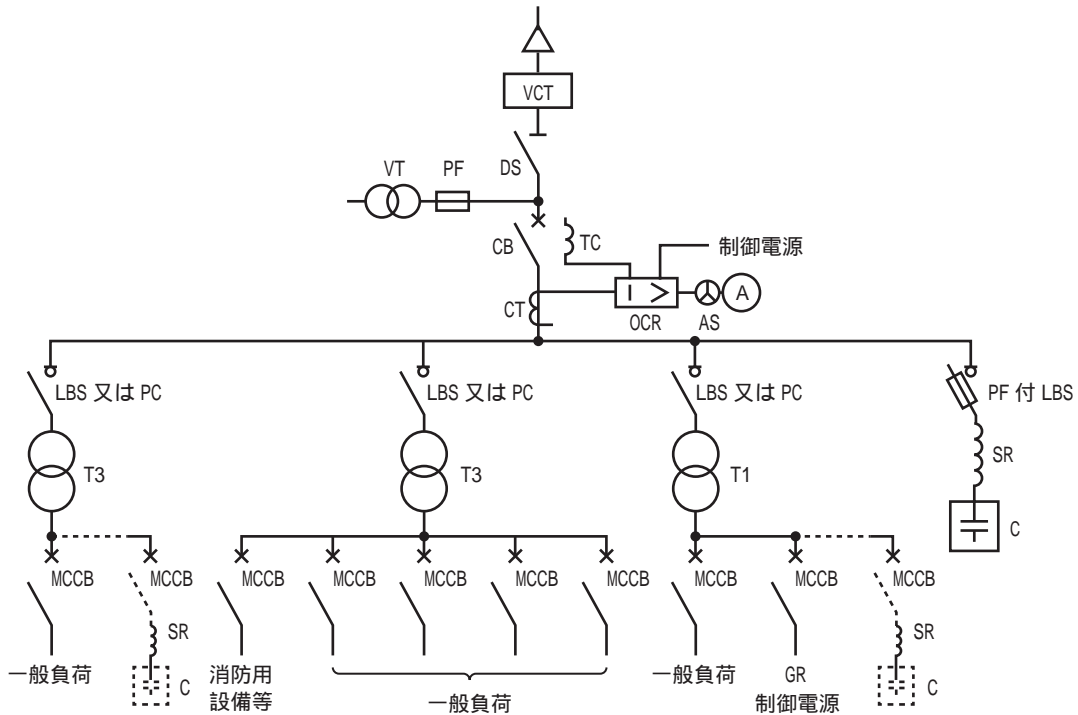 VCT
DS
VT
PF
CB
TC
制御電源
CT
OCR
AS
A
LBS 又は PC
LBS 又は PC
LBS 又は PC
PF 付 LBS
T3
T3
T1
SR
C
MCCB
MCCB
MCCB
MCCB
MCCB
MCCB
MCCB
MCCB
MCCB
MCCB
SR
SR
一般負荷
C
消防用
設備等
一般負荷
一般負荷
GR
制御電源
C